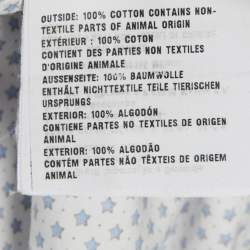 OUTSIDE: 100% COTTON CONTAINS NON-
TEXTILE PARTS OF ANIMAL ORIGIN
EXTÉRIEUR : 100% COTON
CONTIENT DES PARTIES NON TEXTILES
D'ORIGINE ANIMALE
AUSSENSEITE: 100% BAUMWOLLE
ENTHÄLT NICHTTEXTILE TEILE TIERISCHEN
URSPRUNGS
EXTERIOR: 100% ALGODÓN
CONTIENE PARTES NO TEXTILES DE ORIGEN
ANIMAL
EXTERIOR: 100% ALGODÃO
CONTÉM PARTES NÃO TÊXTEIS DE ORIGEM
ANIMAL